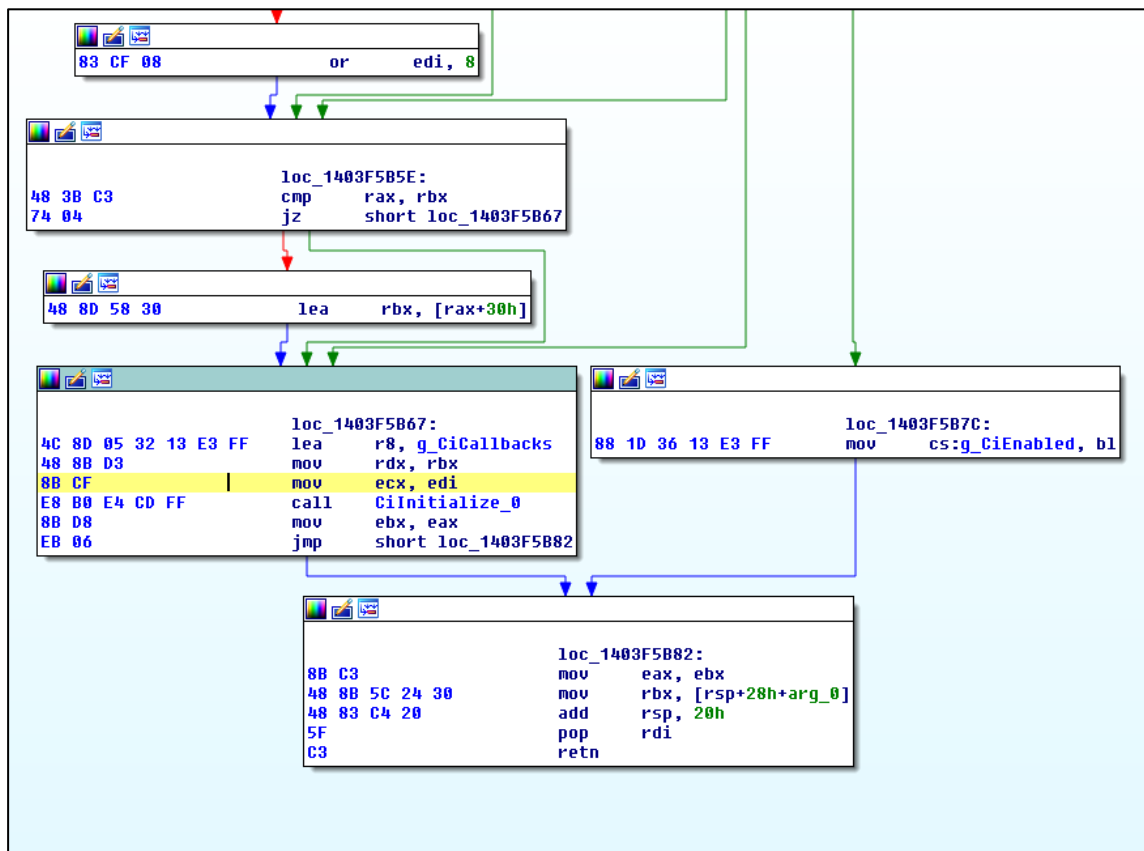 83 CF 08 or edi, 8
loc_1403F5B5E:
48 3B C3 cmp rax, rbx
74 04 jz short loc_1403F5B67
48 8D 58 30 lea rbx, [rax+30h]
loc_1403F5B67:
4C 8D 05 32 13 E3 FF lea r8, g_CiCallbacks
48 8B D3 mov rdx, rbx
8B CF mov ecx, edi
E8 B0 E4 CD FF call CiInitialize_0
8B D8 mov ebx, eax
EB 06 jmp short loc_1403F5B82
loc_1403F5B7C:
88 1D 36 13 E3 FF mov cs:g_CiEnabled, bl
loc_1403F5B82:
8B C3 mov eax, ebx
48 8B 5C 24 30 mov rbx, [rsp+28h+arg_0]
48 83 C4 20 add rsp, 20h
5F pop rdi
C3 retn